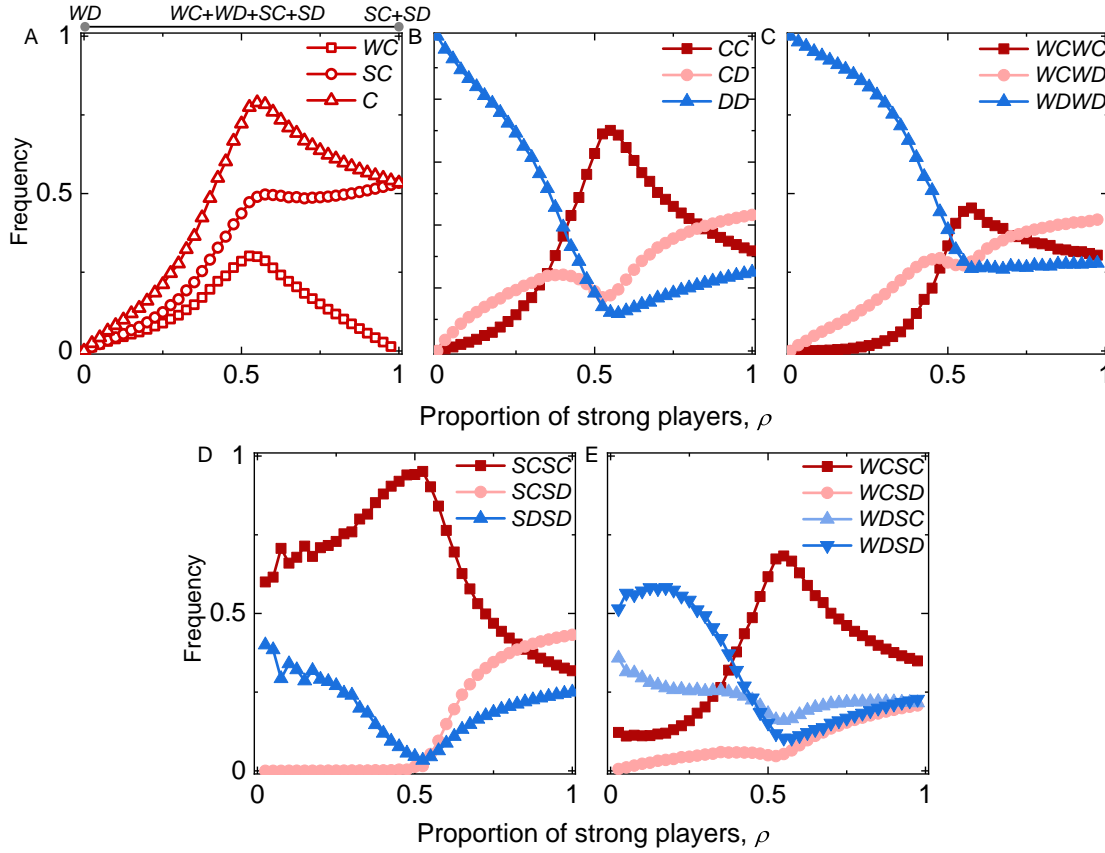 WD WC+WD+SC+SD SC+SD
A B C
1
0.5
0
Frequency
WC
SC
C
CC
CD
DD
WCWC
WCWD
WDWD
0 0.5 1 0 0.5 1 0 0.5 1
Proportion of strong players, ρ
D E
1
0.5
0
Frequency
SCSC
SCSD
SDSD
WCSC
WCSD
WDSC
WDSD
0 0.5 1 0 0.5 1
Proportion of strong players, ρ